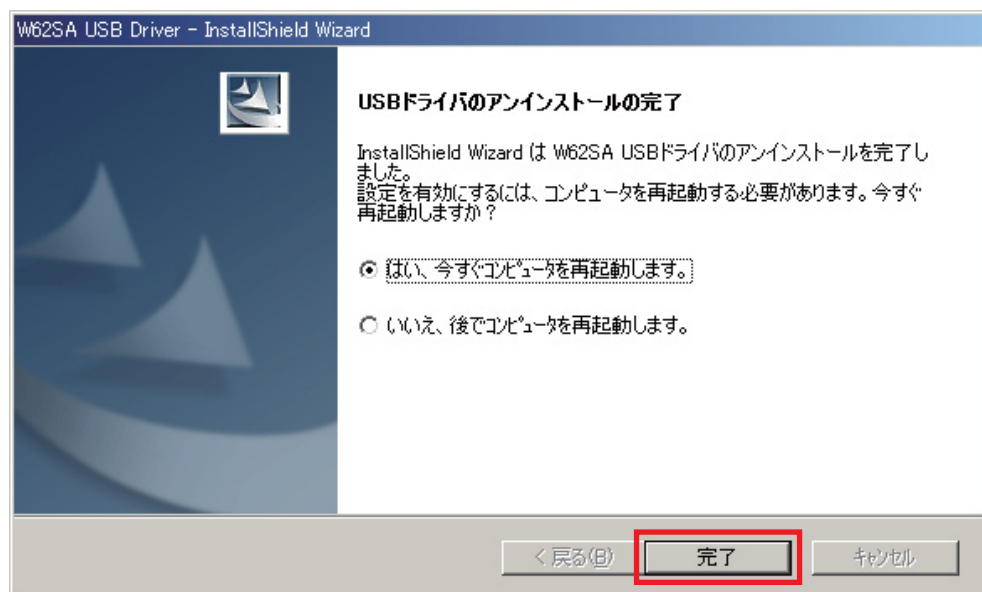 W62SA USB Driver - InstallShield Wizard
USBドライバのアンインストールの完了
InstallShield Wizard は W62SA USBドライバのアンインストールを完了し
ました。
設定を有効にするには、コンピュータを再起動する必要があります。今すぐ
再起動しますか？
はい、今すぐコンピュータを再起動します。
いいえ、後でコンピュータを再起動します。
< 戻る(B) 完了 キャンセル